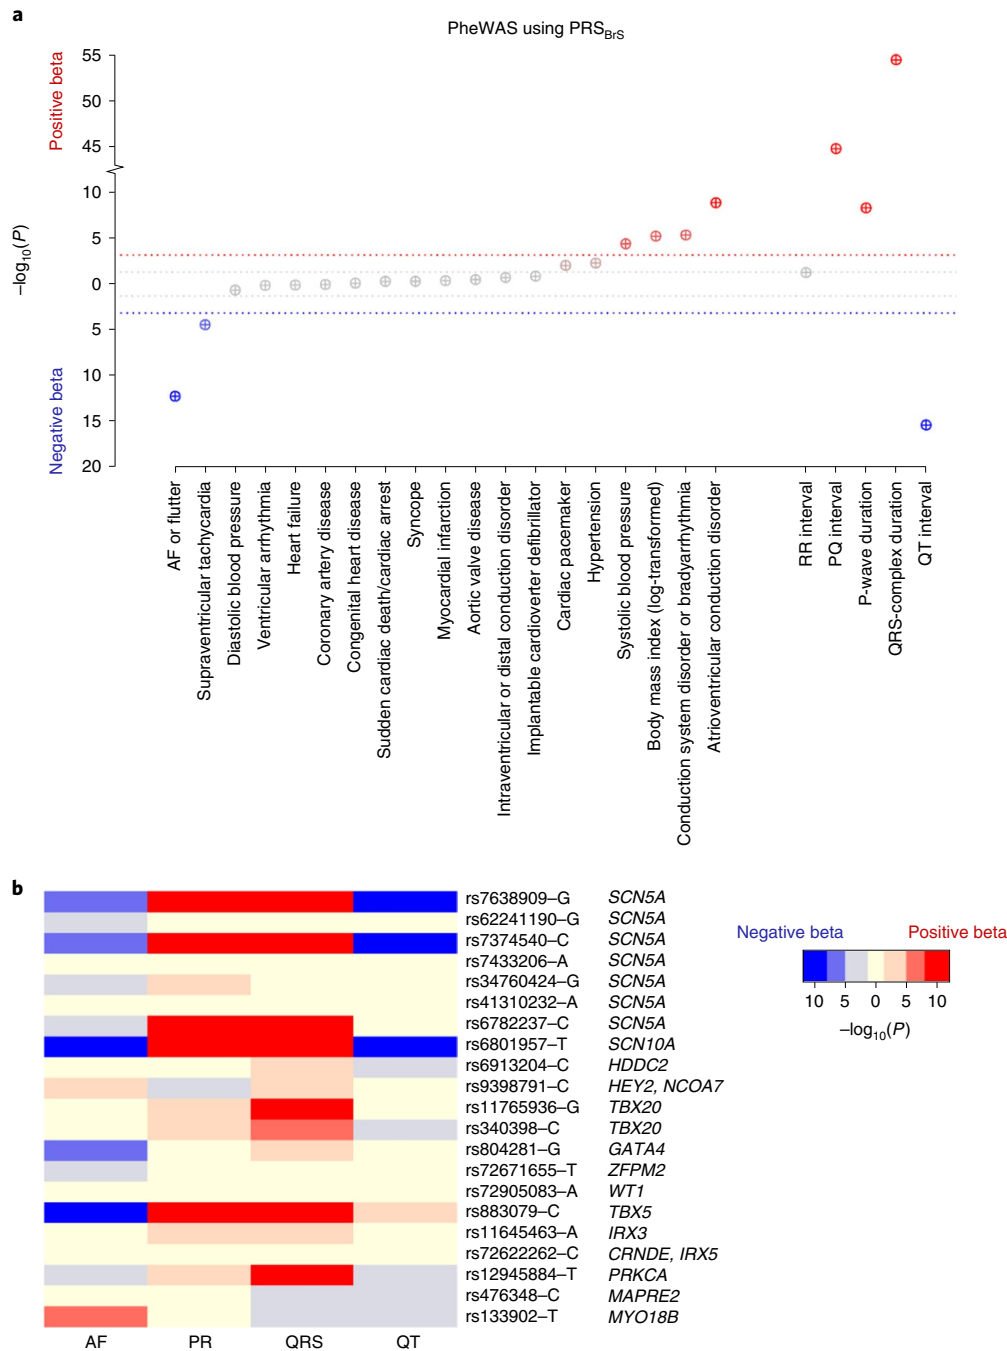 a
PheWAS using PRS_BrS
Positive beta
–log10(P)
Negative beta
55
50
45
10
5
0
5
10
15
20
AF or flutter
Supraventricular tachycardia
Diastolic blood pressure
Ventricular arrhythmia
Heart failure
Coronary artery disease
Congenital heart disease
Sudden cardiac death/cardiac arrest
Syncope
Myocardial infarction
Aortic valve disease
Intraventricular or distal conduction disorder
Implantable cardioverter defibrillator
Cardiac pacemaker
Hypertension
Systolic blood pressure
Body mass index (log-transformed)
Conduction system disorder or bradyarrhythmia
Atrioventricular conduction disorder
RR interval
PQ interval
P-wave duration
QRS-complex duration
QT interval
b
rs7638909–G SCN5A
rs62241190–G SCN5A
rs7374540–C SCN5A
rs7433206–A SCN5A
rs34760424–G SCN5A
rs41310232–A SCN5A
rs6782237–C SCN5A
rs6801957–T SCN10A
rs6913204–C HDDC2
rs9398791–C HEY2, NCOA7
rs11765936–G TBX20
rs340398–C TBX20
rs804281–G GATA4
rs72671655–T ZFPM2
rs72905083–A WT1
rs883079–C TBX5
rs11645463–A IRX3
rs72622262–C CRNDE, IRX5
rs12945884–T PRKCA
rs476348–C MAPRE2
rs133902–T MYO18B
AF PR QRS QT
Negative beta Positive beta
10 5 0 5 10
–log10(P)